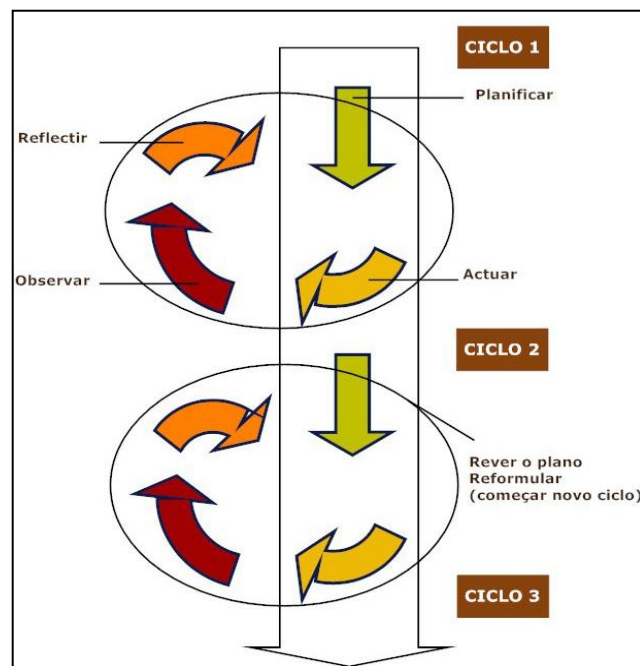 CICLO 1
Planificar
Reflectir
Observar
Actuar
CICLO 2
Rever o plano
Reformular
(começar novo ciclo)
CICLO 3